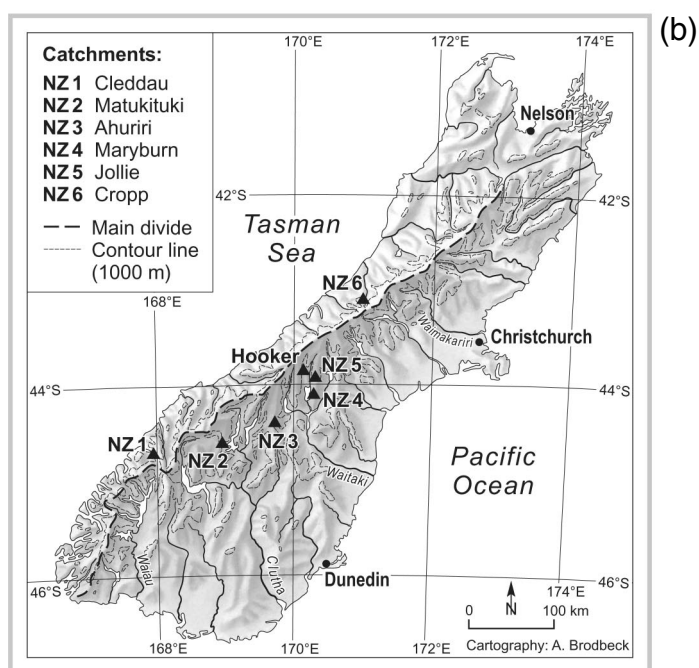 (b)
170°E
172°E
174°E
Catchments:
NZ 1 Cleddau
NZ 2 Matukituki
NZ 3 Ahuriri
NZ 4 Maryburn
NZ 5 Jollie
NZ 6 Cropp
Main divide
Contour line
(1000 m)
Nelson
42°S
42°S
Tasman
Sea
NZ 6
168°E
Waimakariri
Christchurch
Hooker
NZ 5
44°S
44°S
NZ 4
NZ 1
NZ 2
NZ 3
Pacific
Ocean
Waitaki
Waiau
Clutha
Dunedin
46°S
46°S
174°E
0 N 100 km
168°E
170°E
172°E
Cartography: A. Brodbeck